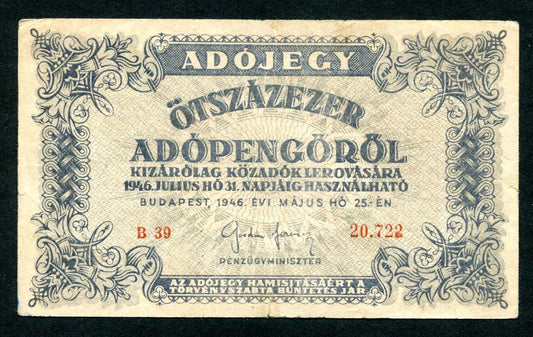 ADÓJEGY
ÖTSZÁZEZER
ADÓPENGŐRŐL
KIZÁRÓLAG KÖZADÓK LEROVÁSÁRA
1946. JULIUS HÓ 31. NAPJÁIG HASZNÁLHATÓ
BUDAPEST, 1946. ÉVI MÁJUS HÓ 25.-ÉN
B 39 20.722
PÉNZÜGYMINISZTER
AZ ADÓJEGY HAMISITÁSÁÉRT A
TÖRVÉNYSZABTA BÜNTETÉS JÁR